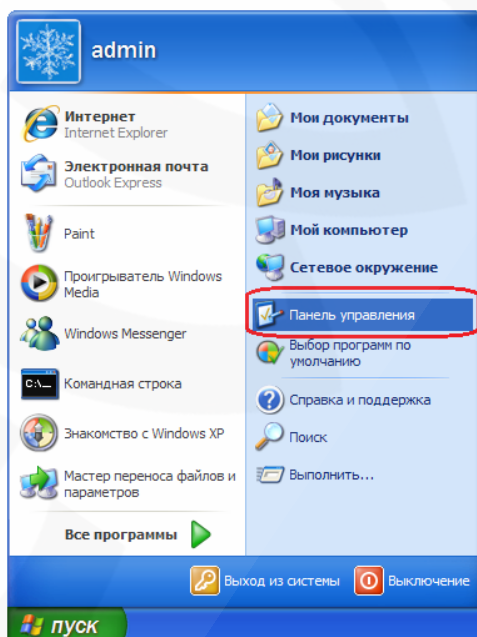 admin
Интернет
Internet Explorer
Электронная почта
Outlook Express
Paint
Проигрыватель Windows
Media
Windows Messenger
C:\_
Командная строка
Знакомство с Windows XP
Мастер переноса файлов и
параметров
Все программы
Мои документы
Мои рисунки
Моя музыка
Мой компьютер
Сетевое окружение
Панель управления
Выбор программ по
умолчанию
Справка и поддержка
Поиск
Выполнить...
Выход из системы
Выключение
пуск